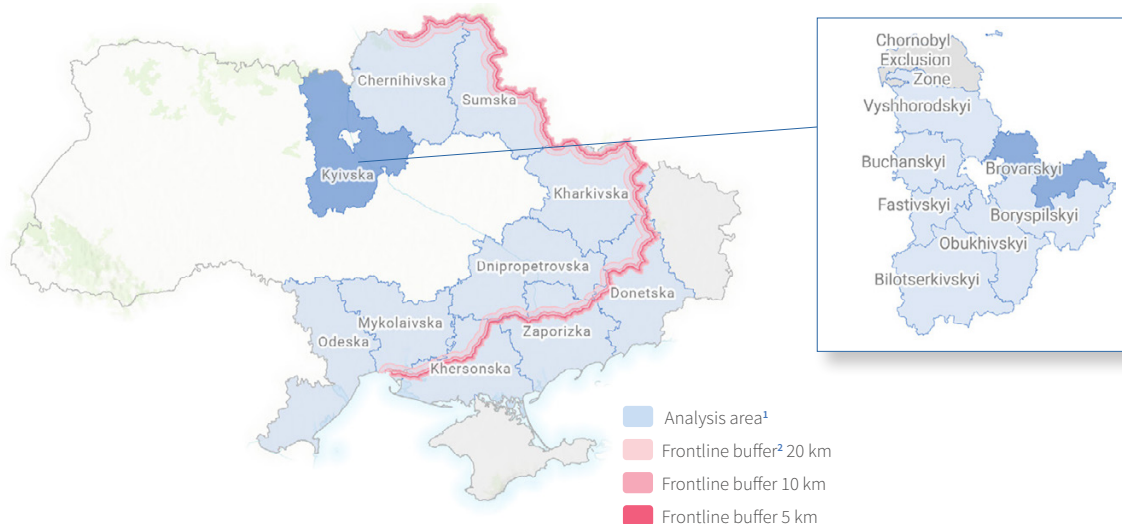 Chernihivska
Sumska
Kyivska
Kharkivska
Dnipropetrovska
Donetska
Zaporizka
Mykolaivska
Odeska
Khersonska
Chornobyl
Exclusion
Zone
Vyshhorodskyi
Buchanskyi
Brovarskyi
Fastivskyi
Boryspilskyi
Obukhivskyi
Bilotserkivskyi
Analysis area¹
Frontline buffer² 20 km
Frontline buffer 10 km
Frontline buffer 5 km